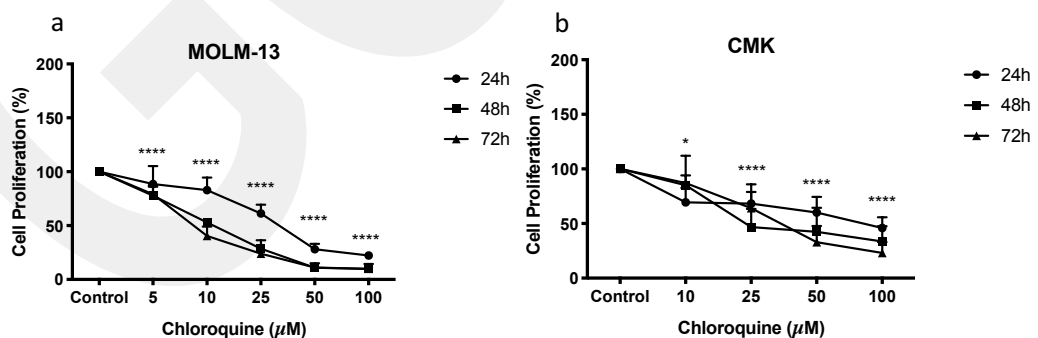 a
MOLM-13
200
150
100
50
0
Cell Proliferation (%)
**** **** **** **** ****
Control 5 10 25 50 100
Chloroquine (μM)
24h
48h
72h
b
CMK
200
150
100
50
0
Cell Proliferation (%)
* **** **** ****
Control 10 25 50 100
Chloroquine (μM)
24h
48h
72h